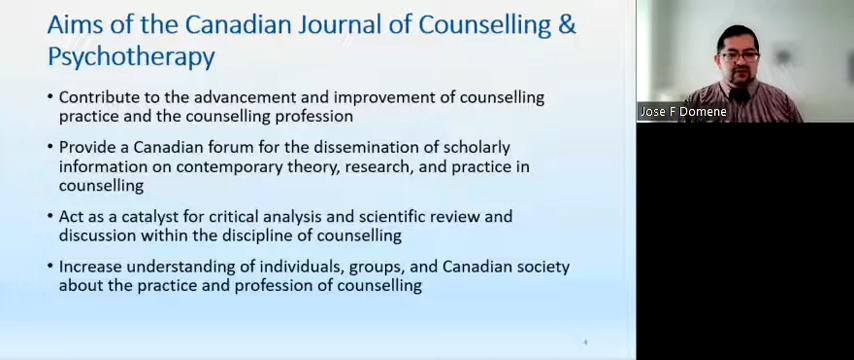 Aims of the Canadian Journal of Counselling &
Psychotherapy
• Contribute to the advancement and improvement of counselling
practice and the counselling profession
• Provide a Canadian forum for the dissemination of scholarly
information on contemporary theory, research, and practice in
counselling
• Act as a catalyst for critical analysis and scientific review and
discussion within the discipline of counselling
• Increase understanding of individuals, groups, and Canadian society
about the practice and profession of counselling
4
Jose F Domene